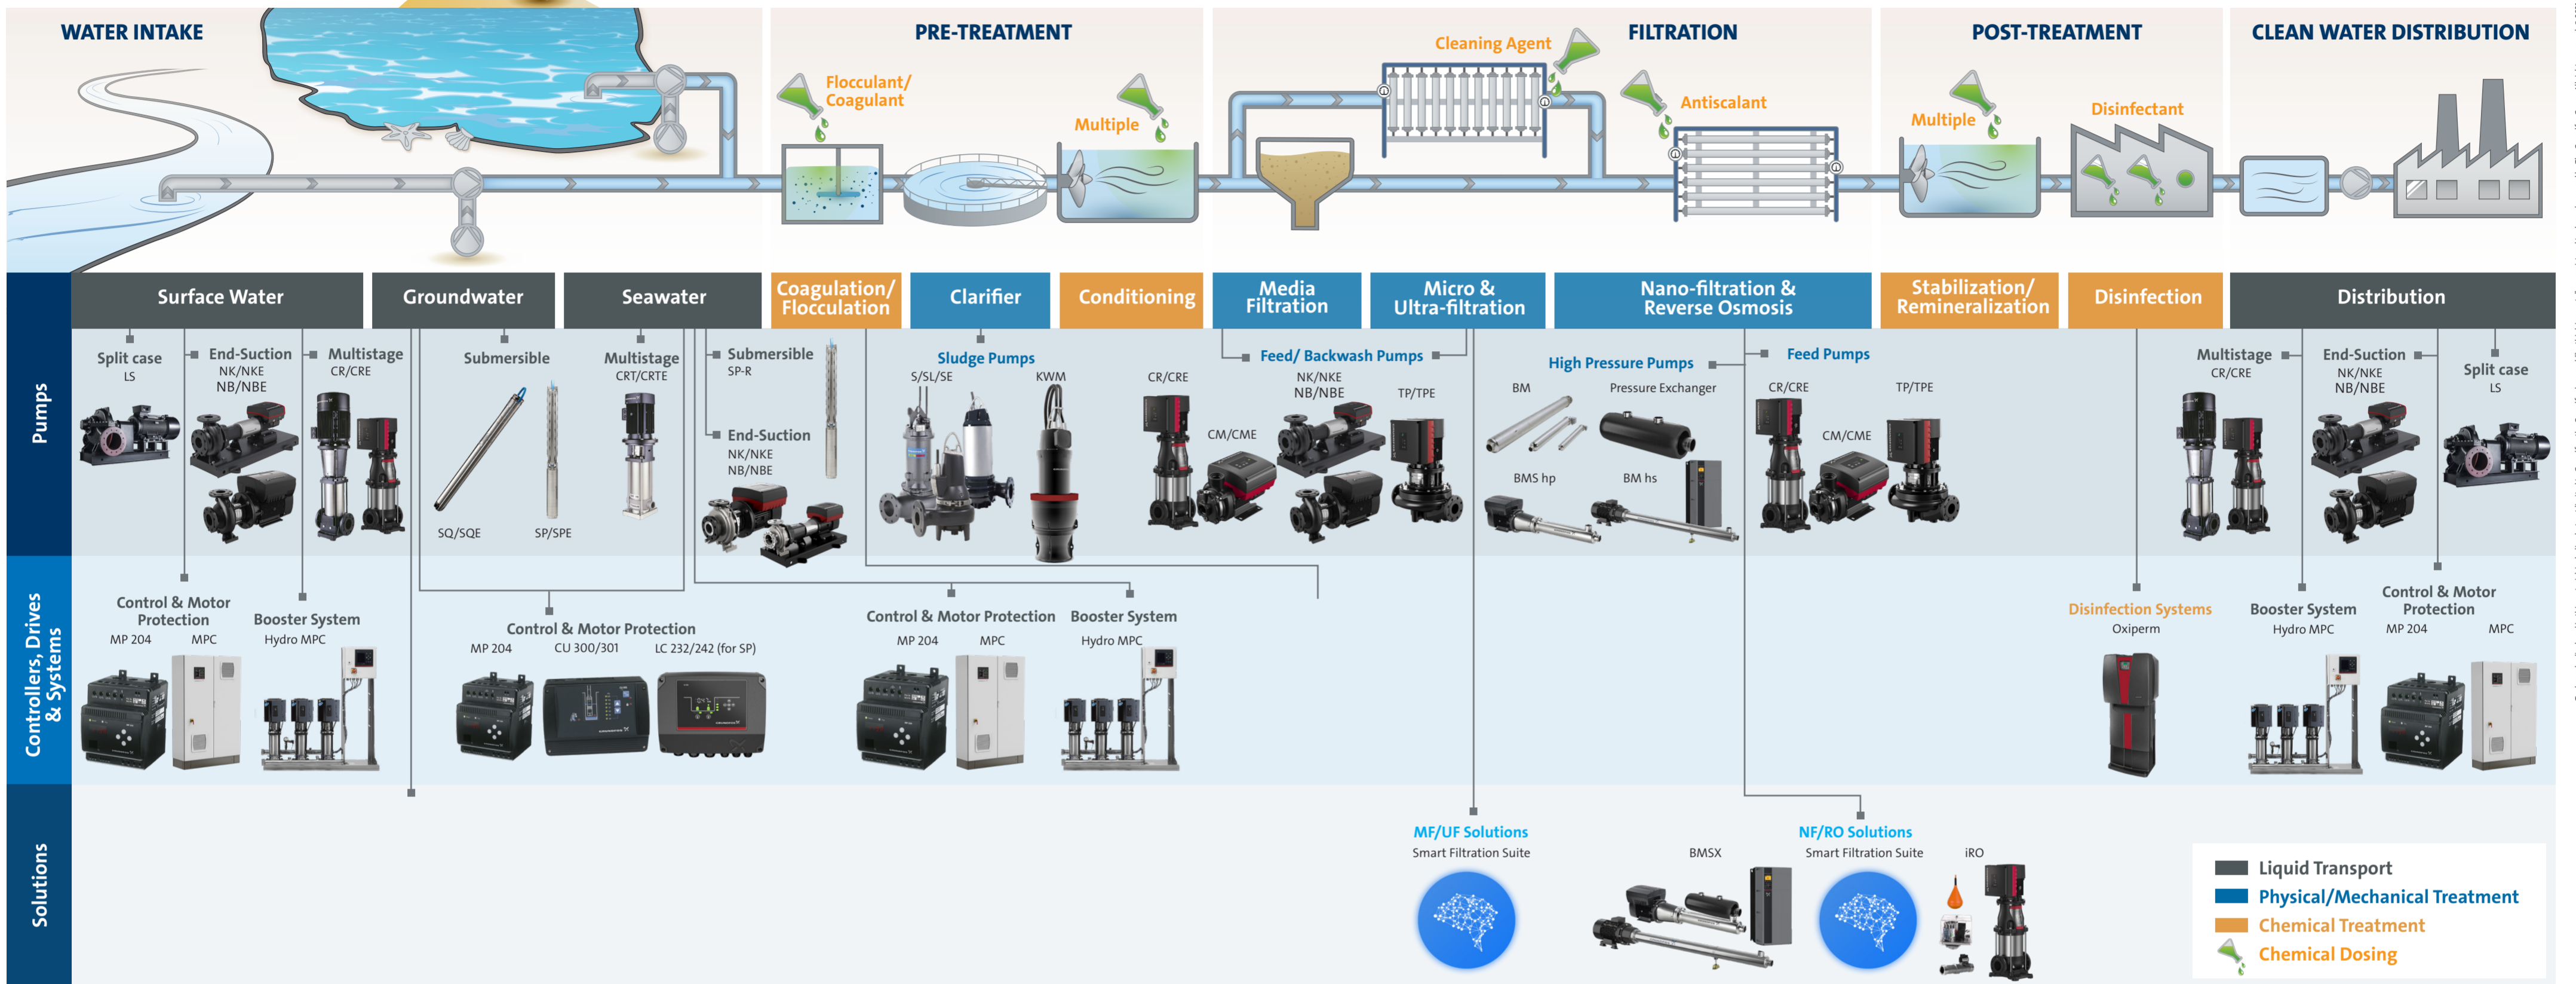 WATER INTAKE
PRE-TREATMENT
FILTRATION
POST-TREATMENT
CLEAN WATER DISTRIBUTION
Flocculant/
Coagulant
Multiple
Cleaning Agent
Antiscalant
Multiple
Disinfectant
Pumps
Surface Water
Groundwater
Seawater
Coagulation/
Flocculation
Clarifier
Conditioning
Media
Filtration
Micro &
Ultra-filtration
Nano-filtration &
Reverse Osmosis
Stabilization/
Remineralization
Disinfection
Distribution
Split case
LS
End-Suction
NK/NKE
NB/NBE
Multistage
CR/CRE
Submersible
SQ/SQE
SP/SPE
Multistage
CRT/CRTE
Submersible
SP-R
End-Suction
NK/NKE
NB/NBE
Sludge Pumps
S/SL/SE
KWM
Feed/ Backwash Pumps
CR/CRE
CM/CME
NK/NKE
NB/NBE
TP/TPE
High Pressure Pumps
BM
Pressure Exchanger
BMS hp
BM hs
Feed Pumps
CR/CRE
CM/CME
TP/TPE
Multistage
CR/CRE
End-Suction
NK/NKE
NB/NBE
Split case
LS
Controllers, Drives
& Systems
Control & Motor
Protection
MP 204
MPC
Booster System
Hydro MPC
Control & Motor Protection
MP 204
CU 300/301
LC 232/242 (for SP)
Control & Motor Protection
MP 204
MPC
Booster System
Hydro MPC
Disinfection Systems
Oxiperm
Booster System
Hydro MPC
Control & Motor
Protection
MP 204
MPC
Solutions
MF/UF Solutions
Smart Filtration Suite
BMSX
NF/RO Solutions
Smart Filtration Suite
iRO
Liquid Transport
Physical/Mechanical Treatment
Chemical Treatment
Chemical Dosing